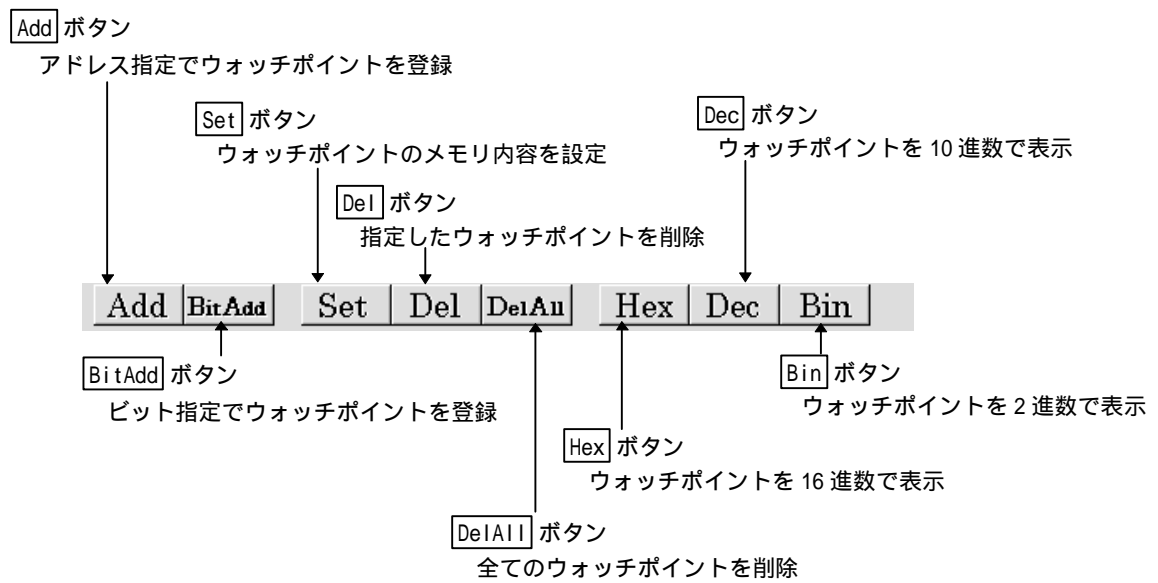 Add ボタン
アドレス指定でウォッチポイントを登録
Set ボタン
ウォッチポイントのメモリ内容を設定
Dec ボタン
ウォッチポイントを 10 進数で表示
Del ボタン
指定したウォッチポイントを削除
Add BitAdd Set Del DelAll Hex Dec Bin
BitAdd ボタン
ビット指定でウォッチポイントを登録
Bin ボタン
ウォッチポイントを 2 進数で表示
Hex ボタン
ウォッチポイントを 16 進数で表示
DelAll ボタン
全てのウォッチポイントを削除